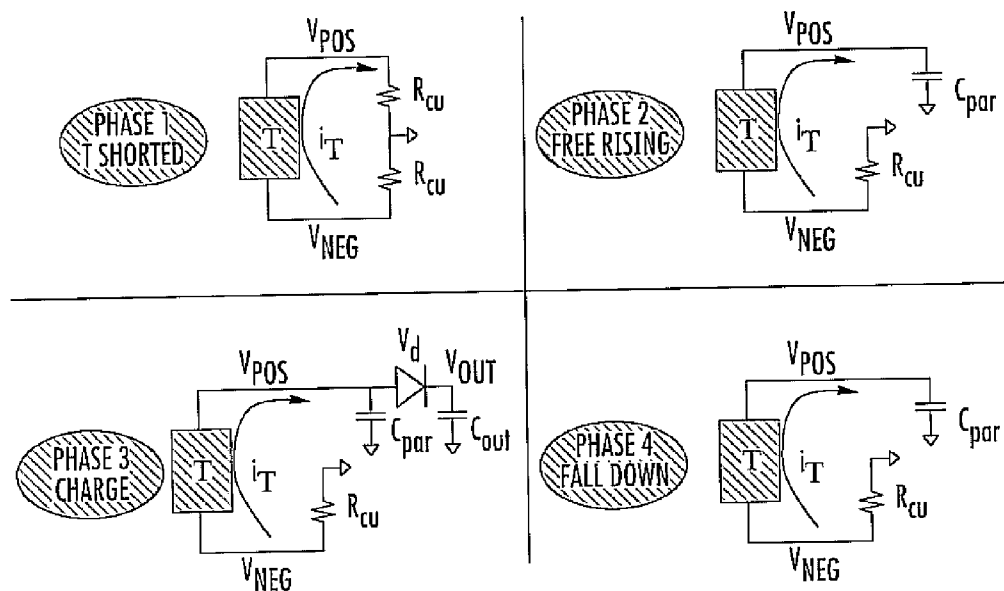 V_POS
PHASE 1
T SHORTED
T
i_T
R_cu
R_cu
V_NEG
V_POS
PHASE 2
FREE RISING
T
i_T
C_par
R_cu
V_NEG
V_POS
V_d
V_OUT
PHASE 3
CHARGE
T
i_T
C_par
C_out
R_cu
V_NEG
V_POS
PHASE 4
FALL DOWN
T
i_T
C_par
R_cu
V_NEG